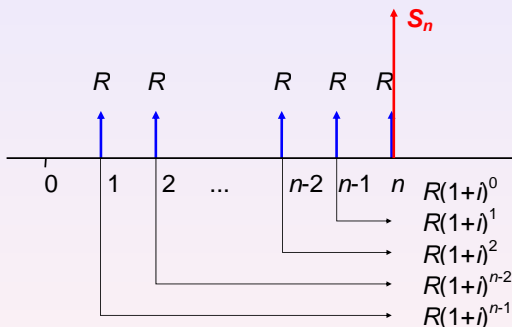 Sn
R R R R R
0 1 2 ... n-2 n-1 n
R(1+i)^0
R(1+i)^1
R(1+i)^2
R(1+i)^n-2
R(1+i)^n-1